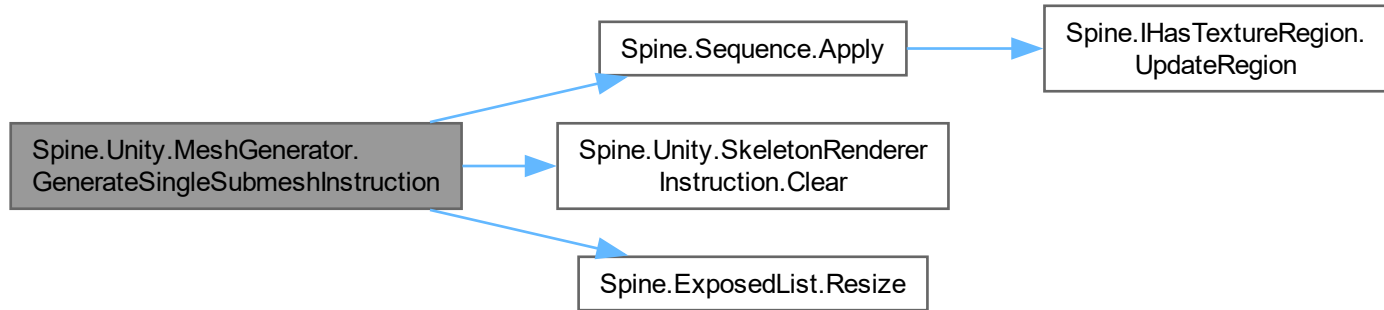 Spine.Unity.MeshGenerator.
GenerateSingleSubmeshInstruction
Spine.Sequence.Apply
Spine.IHasTextureRegion.
UpdateRegion
Spine.Unity.SkeletonRenderer
Instruction.Clear
Spine.ExposedList.Resize